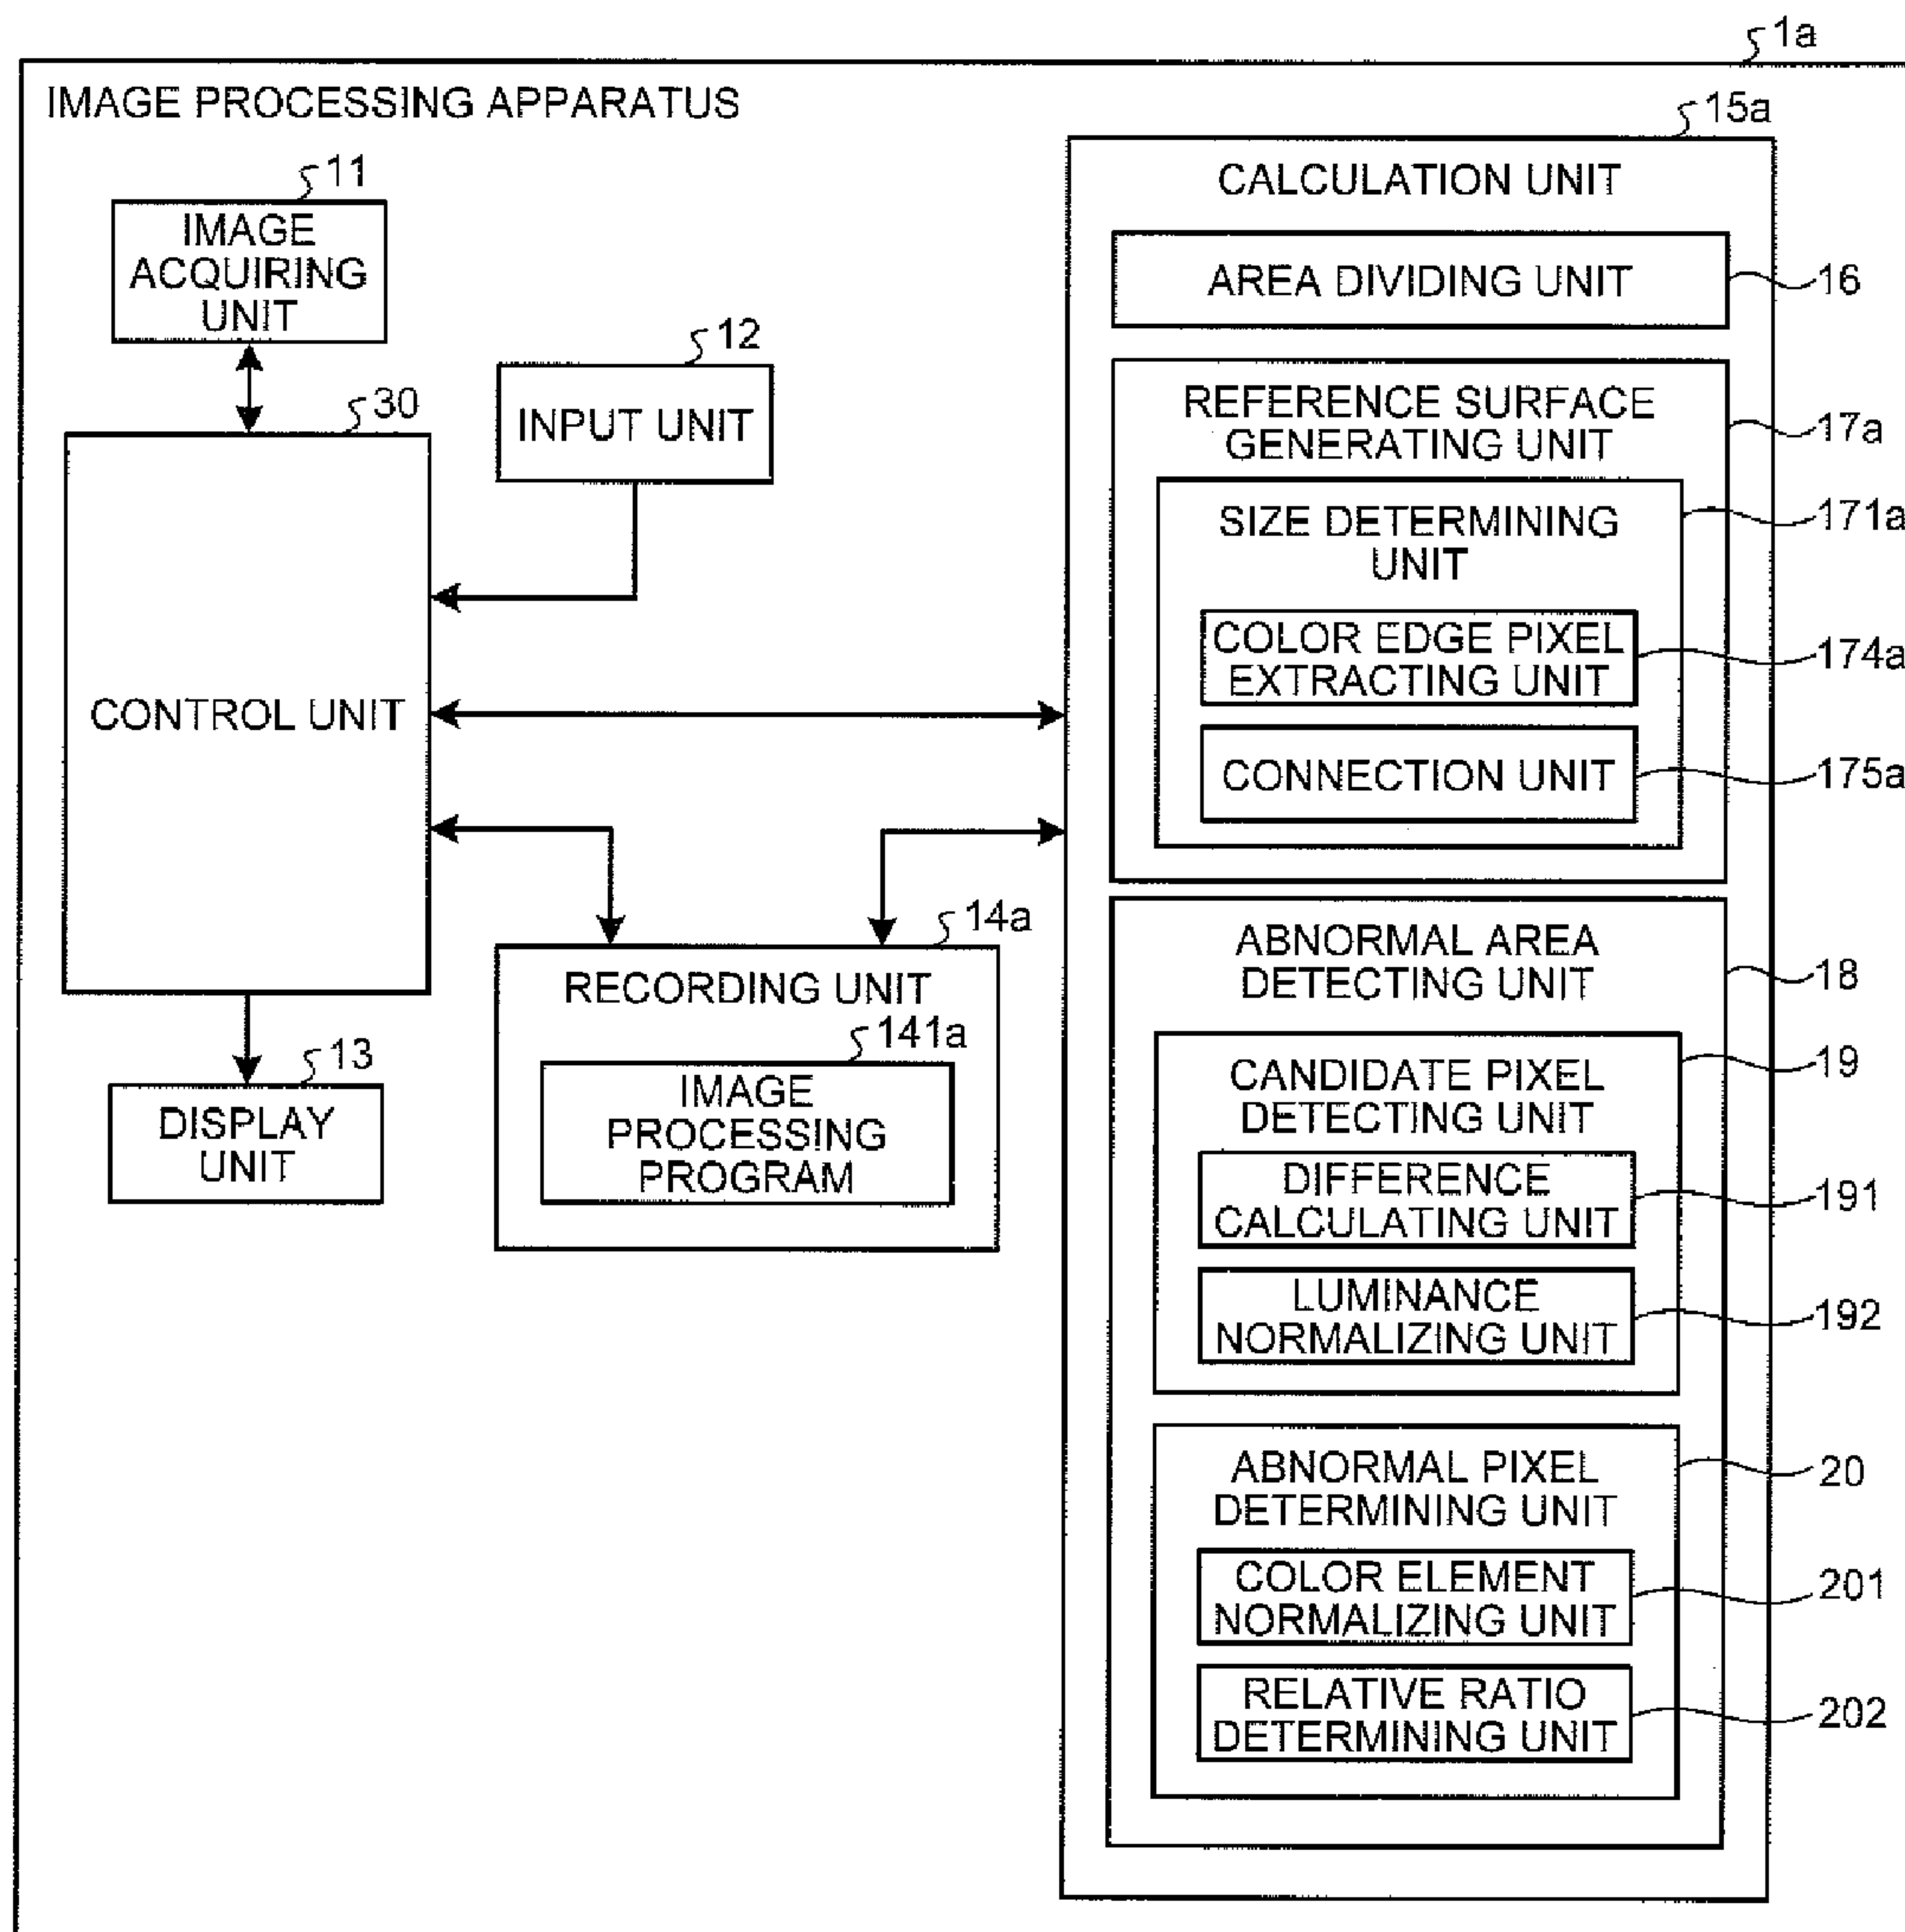 1a
IMAGE PROCESSING APPARATUS
11
IMAGE
ACQUIRING
UNIT
12
INPUT UNIT
30
CONTROL UNIT
13
DISPLAY
UNIT
14a
RECORDING UNIT
141a
IMAGE
PROCESSING
PROGRAM
15a
CALCULATION UNIT
AREA DIVIDING UNIT
16
REFERENCE SURFACE
GENERATING UNIT
17a
SIZE DETERMINING
UNIT
171a
COLOR EDGE PIXEL
EXTRACTING UNIT
174a
CONNECTION UNIT
175a
ABNORMAL AREA
DETECTING UNIT
18
CANDIDATE PIXEL
DETECTING UNIT
19
DIFFERENCE
CALCULATING UNIT
191
LUMINANCE
NORMALIZING UNIT
192
ABNORMAL PIXEL
DETERMINING UNIT
20
COLOR ELEMENT
NORMALIZING UNIT
201
RELATIVE RATIO
DETERMINING UNIT
202